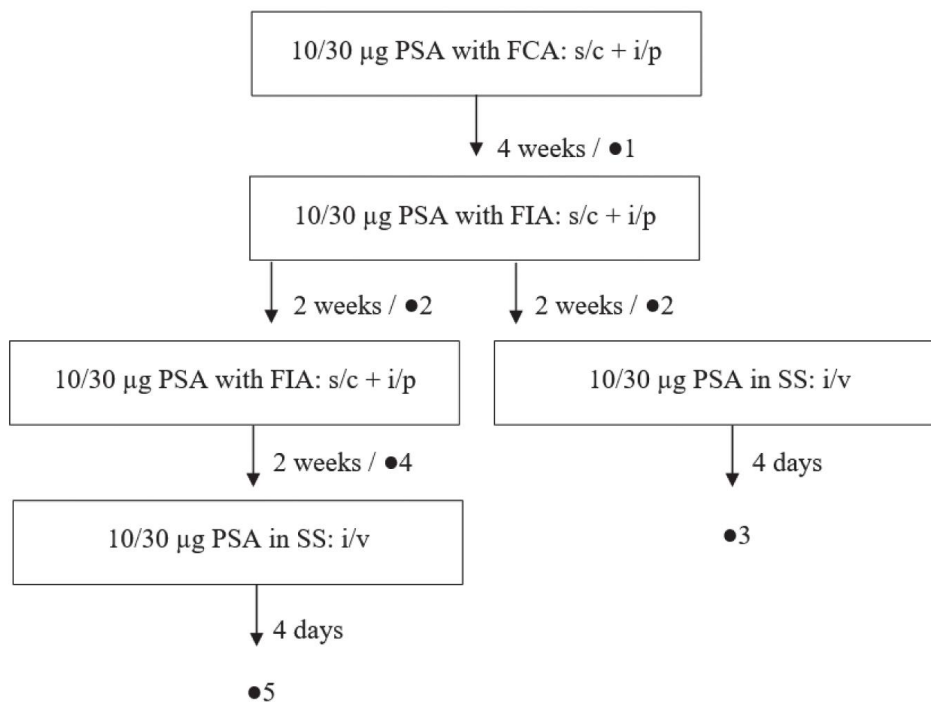 10/30 µg PSA with FCA: s/c + i/p
4 weeks / ●1
10/30 µg PSA with FIA: s/c + i/p
2 weeks / ●2
2 weeks / ●2
10/30 µg PSA with FIA: s/c + i/p
10/30 µg PSA in SS: i/v
2 weeks / ●4
4 days
10/30 µg PSA in SS: i/v
●3
4 days
●5